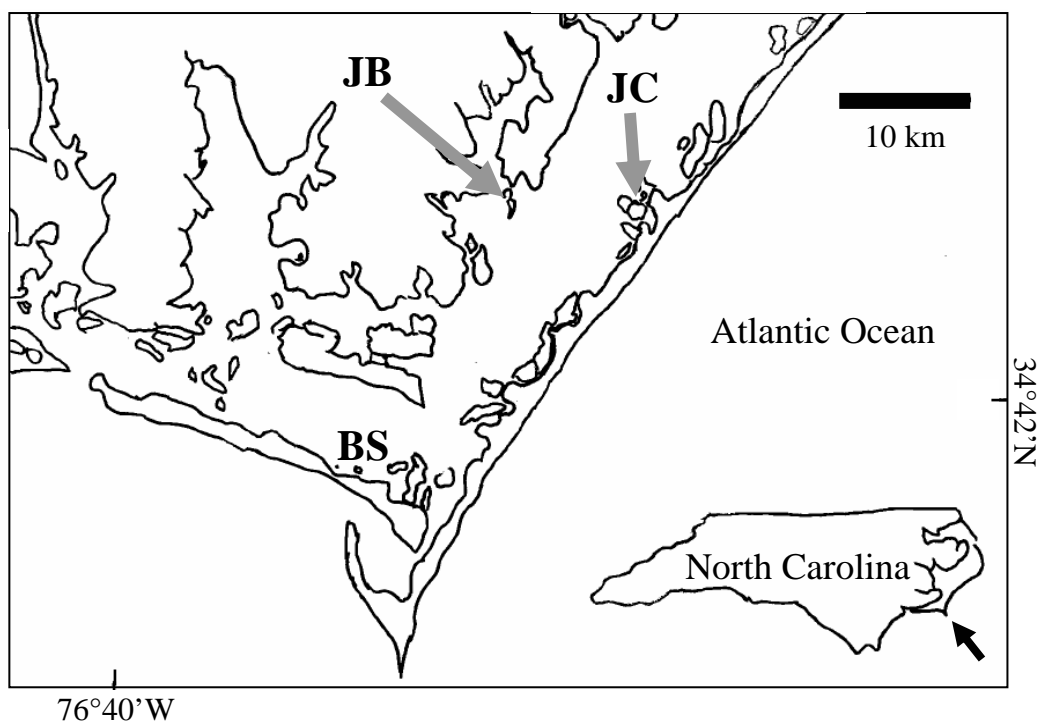 JB
JC
10 km
Atlantic Ocean
34°42'N
BS
North Carolina
76°40'W